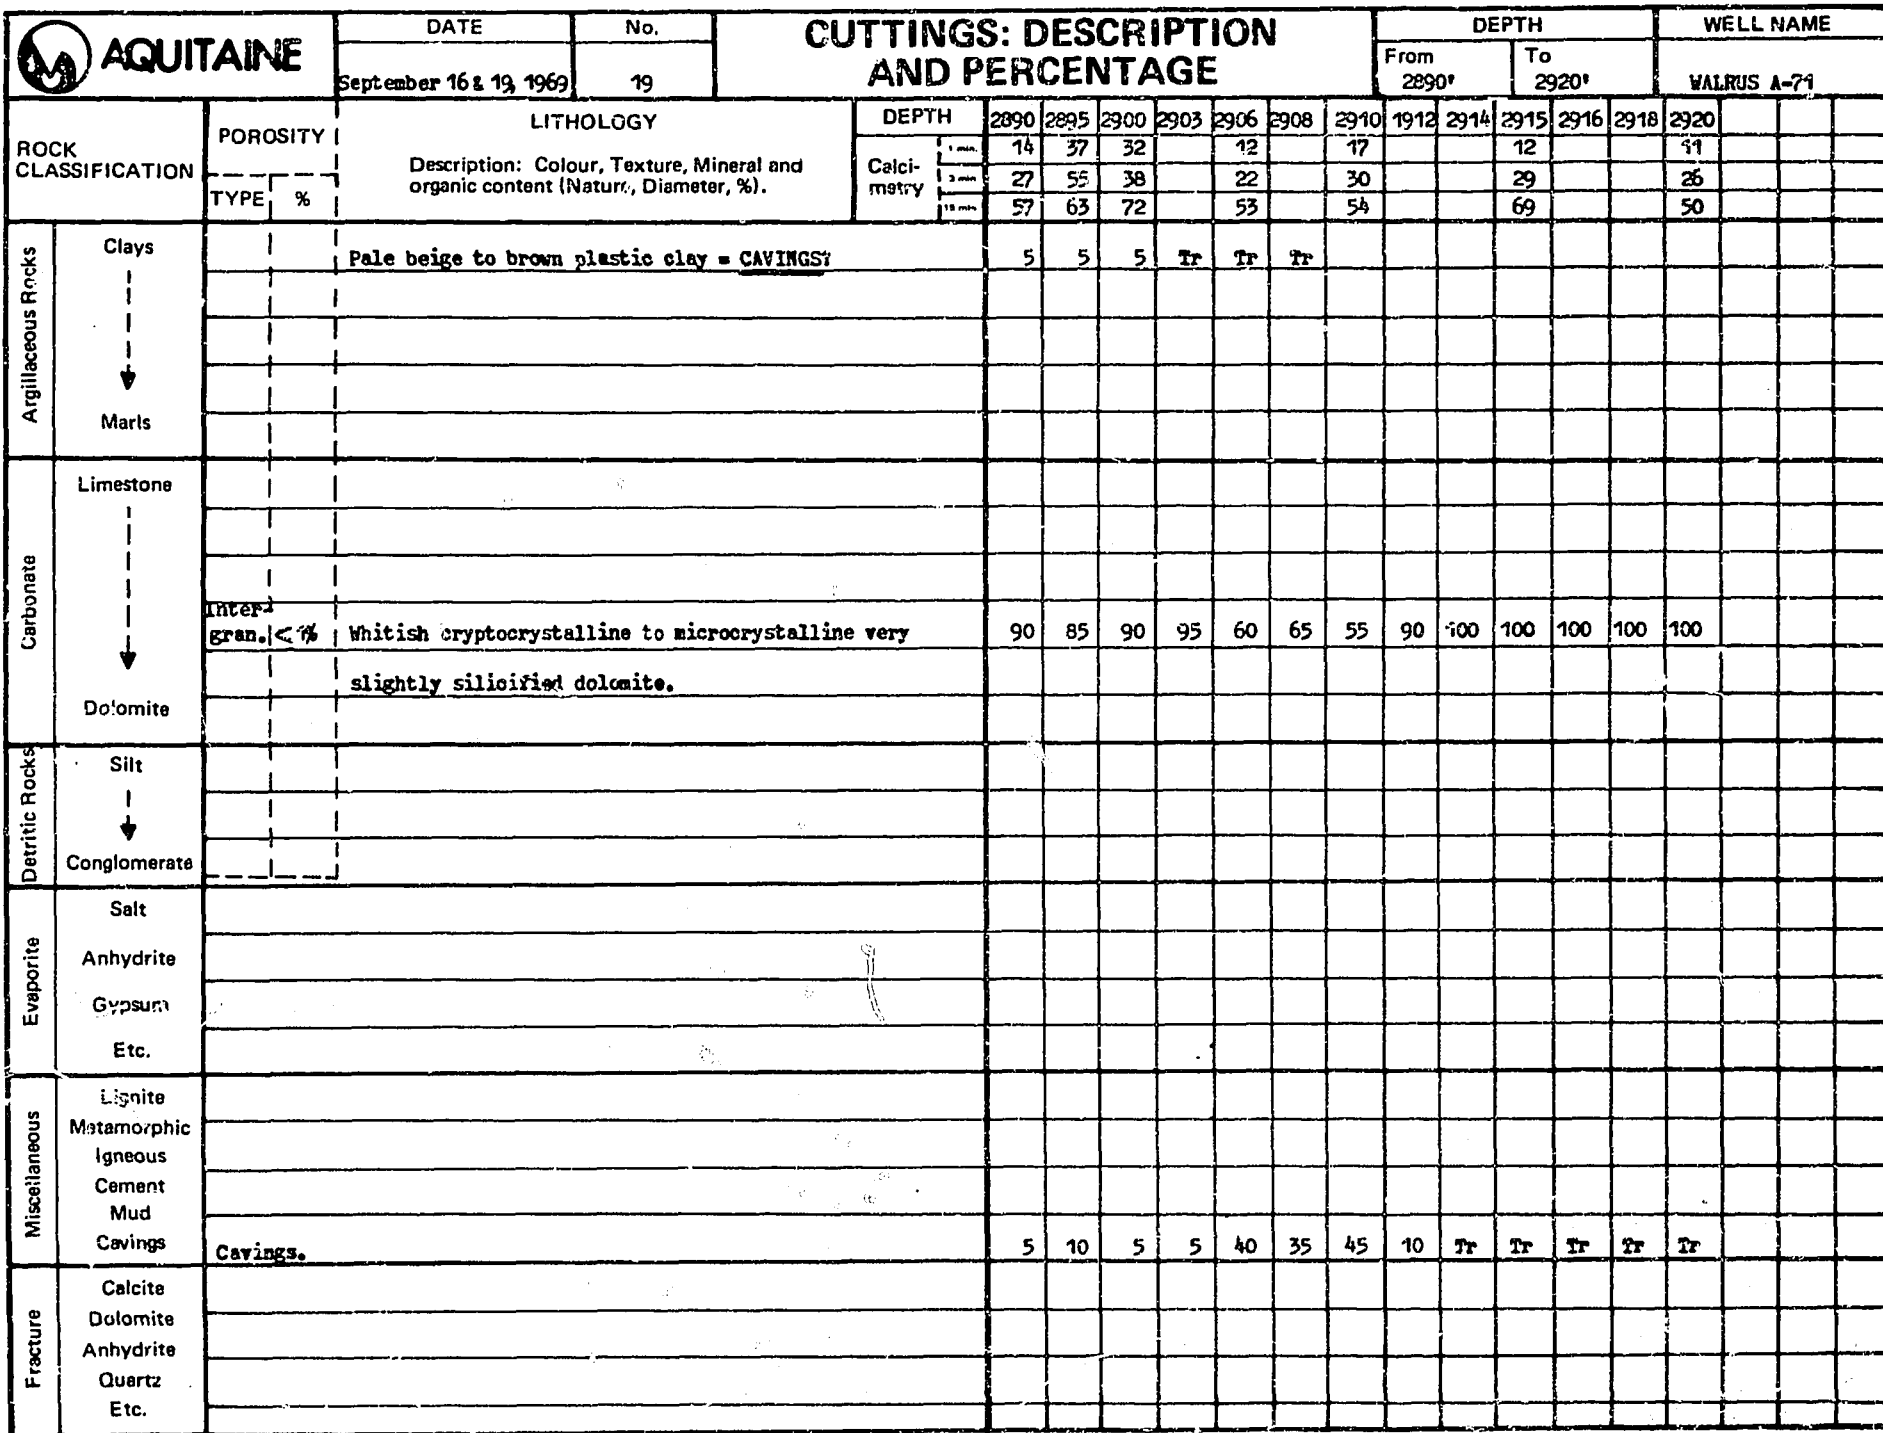 AQUITAINE
DATE
September 16 & 19, 1969
No.
19
CUTTINGS: DESCRIPTION
AND PERCENTAGE
DEPTH
From
2890'
To
2920'
WELL NAME
WALRUS A-71
ROCK
CLASSIFICATION
POROSITY
TYPE %
LITHOLOGY
Description: Colour, Texture, Mineral and
organic content (Nature, Diameter, %).
DEPTH 2890 2895 2900 2903 2906 2908 2910 1912 2914 2915 2916 2918 2920
Calci-
metry
1 min. 14 37 32 12 17 12 11
3 min 27 55 38 22 30 29 26
15 min 57 63 72 53 54 69 50
Argillaceous Rocks
Clays
Pale beige to brown plastic clay = CAVINGS? 5 5 5 Tr Tr Tr
Marls
Carbonate
Limestone
Inter-
gran. <1% Whitish cryptocrystalline to microcrystalline very 90 85 90 95 60 65 55 90 100 100 100 100 100
slightly silicified dolomite.
Dolomite
Detritic Rocks
Silt
Conglomerate
Evaporite
Salt
Anhydrite
Gypsum
Etc.
Miscellaneous
Lignite
Metamorphic
Igneous
Cement
Mud
Cavings
Cavings. 5 10 5 5 40 35 45 10 Tr Tr Tr Tr Tr
Fracture
Calcite
Dolomite
Anhydrite
Quartz
Etc.